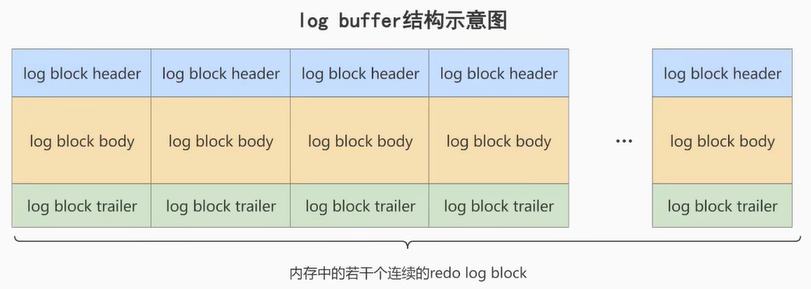 log buffer结构示意图
log block header log block header log block header log block header log block header
log block body log block body log block body log block body ... log block body
log block trailer log block trailer log block trailer log block trailer log block trailer
内存中的若干个连续的redo log block